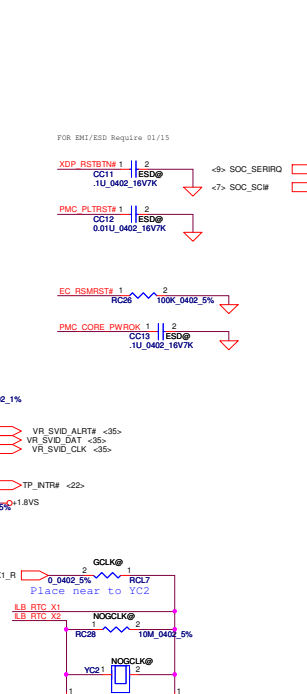 FOR EMI/ESD Require 01/15
XDP_RSTBTN# 1 2
CC11 ESD@
.1U_0402_16V7K
<9> SOC_SERIRQ
<7> SOC_SCI#
PMC_PLTRST# 1 2
CC12 ESD@
0.01U_0402_16V7K
EC_RSMRST# 1 2
RC26 100K_0402_5%
PMC_CORE_PWROK 1 2
CC13 ESD@
.1U_0402_16V7K
02_1%
VR_SVID_ALRT# <35>
VR_SVID_DAT <35>
VR_SVID_CLK <35>
TP_INTR# <22>
+1.8VS
5%
GCLK@
X1_R 2 1
0_0402_5% RCL7
Place near to YC2
ILB_RTC_X1
ILB_RTC_X2
NOGCLK@
1 2
RC28 10M_0402_5%
NOGCLK@
YC2 1 2
1 1